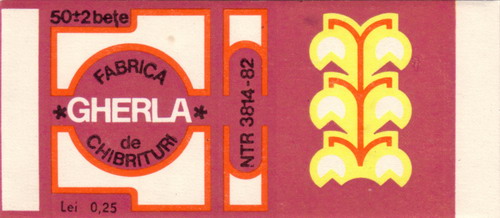 50±2 bețe
FABRICA
*GHERLA*
de
CHIBRITURI
Lei 0,25
NTR 3814-82